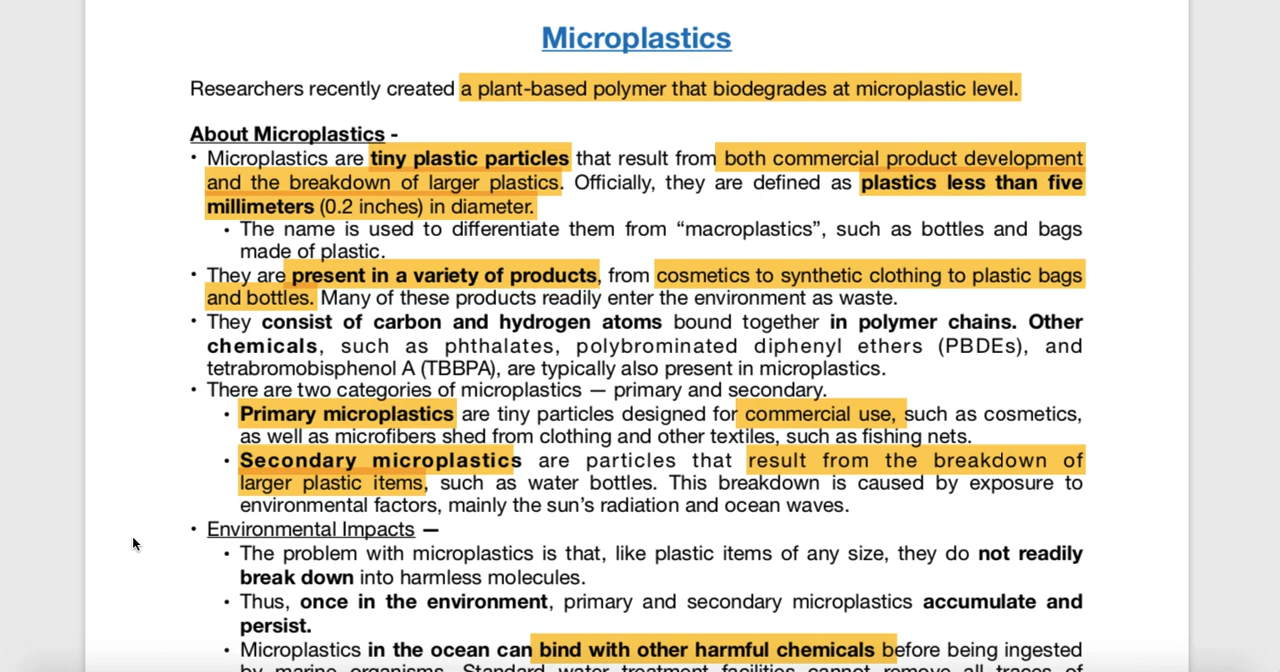 Microplastics
Researchers recently created a plant-based polymer that biodegrades at microplastic level.
About Microplastics -
• Microplastics are tiny plastic particles that result from both commercial product development
and the breakdown of larger plastics. Officially, they are defined as plastics less than five
millimeters (0.2 inches) in diameter.
• The name is used to differentiate them from “macroplastics”, such as bottles and bags
made of plastic.
• They are present in a variety of products, from cosmetics to synthetic clothing to plastic bags
and bottles. Many of these products readily enter the environment as waste.
• They consist of carbon and hydrogen atoms bound together in polymer chains. Other
chemicals, such as phthalates, polybrominated diphenyl ethers (PBDEs), and
tetrabromobisphenol A (TBBPA), are typically also present in microplastics.
• There are two categories of microplastics — primary and secondary.
• Primary microplastics are tiny particles designed for commercial use, such as cosmetics,
as well as microfibers shed from clothing and other textiles, such as fishing nets.
• Secondary microplastics are particles that result from the breakdown of
larger plastic items, such as water bottles. This breakdown is caused by exposure to
environmental factors, mainly the sun’s radiation and ocean waves.
• Environmental Impacts —
• The problem with microplastics is that, like plastic items of any size, they do not readily
break down into harmless molecules.
• Thus, once in the environment, primary and secondary microplastics accumulate and
persist.
• Microplastics in the ocean can bind with other harmful chemicals before being ingested
by marine organisms. Standard water treatment facilities cannot remove all traces of